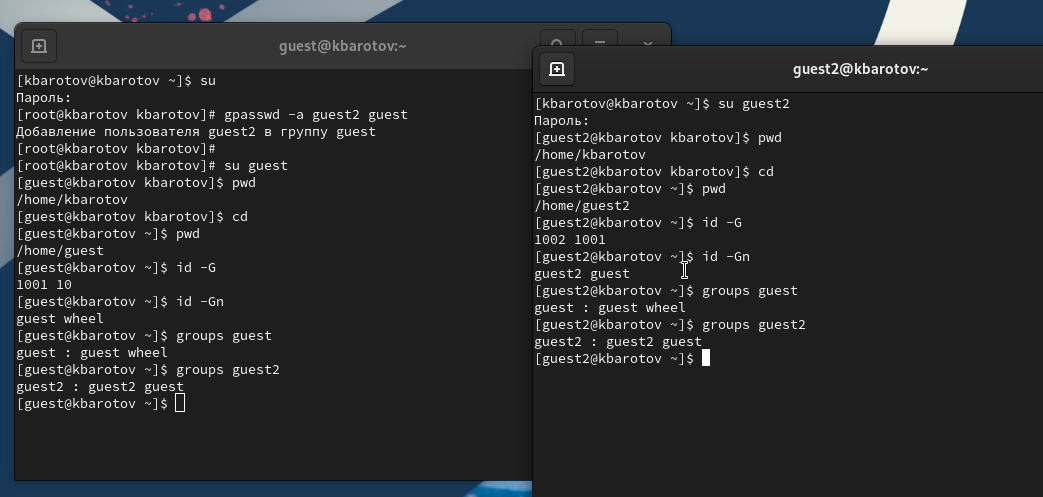 guest@kbarotov:~
[kbarotov@kbarotov ~]$ su
Пароль:
[root@kbarotov kbarotov]# gpasswd -a guest2 guest
Добавление пользователя guest2 в группу guest
[root@kbarotov kbarotov]#
[root@kbarotov kbarotov]# su guest
[guest@kbarotov kbarotov]$ pwd
/home/kbarotov
[guest@kbarotov kbarotov]$ cd
[guest@kbarotov ~]$ pwd
/home/guest
[guest@kbarotov ~]$ id -G
1001 10
[guest@kbarotov ~]$ id -Gn
guest wheel
[guest@kbarotov ~]$ groups guest
guest : guest wheel
[guest@kbarotov ~]$ groups guest2
guest2 : guest2 guest
[guest@kbarotov ~]$
guest2@kbarotov:~
[kbarotov@kbarotov ~]$ su guest2
Пароль:
[guest2@kbarotov kbarotov]$ pwd
/home/kbarotov
[guest2@kbarotov kbarotov]$ cd
[guest2@kbarotov ~]$ pwd
/home/guest2
[guest2@kbarotov ~]$ id -G
1002 1001
[guest2@kbarotov ~]$ id -Gn
guest2 guest
[guest2@kbarotov ~]$ groups guest
guest : guest wheel
[guest2@kbarotov ~]$ groups guest2
guest2 : guest2 guest
[guest2@kbarotov ~]$